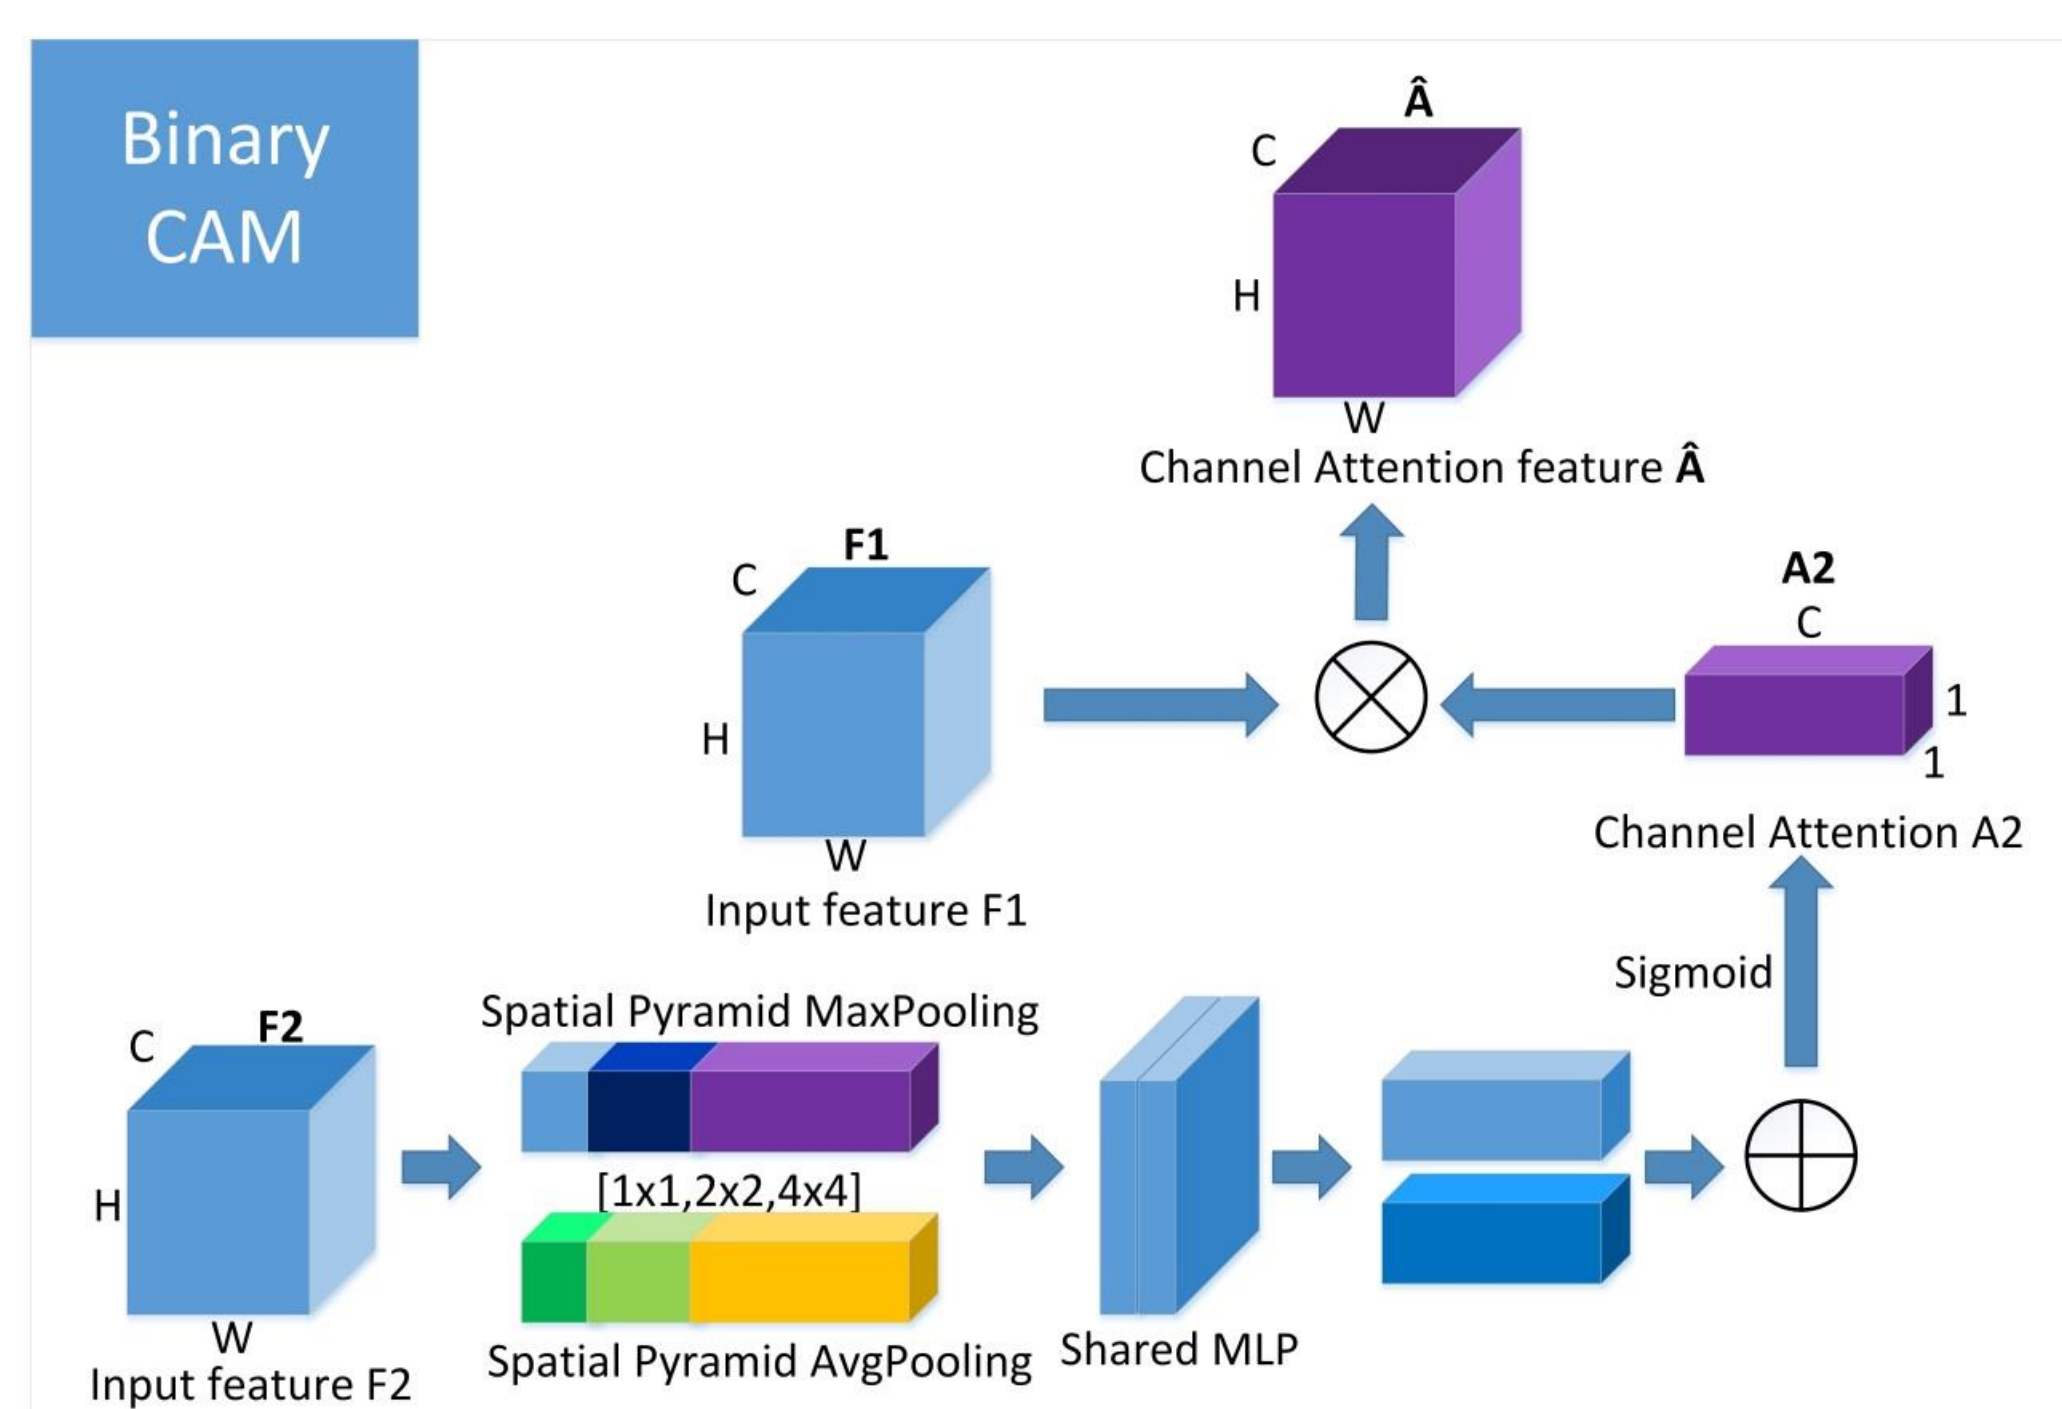 Binary
CAM
Â
C
H
W
Channel Attention feature Â
F1
C
H
W
Input feature F1
A2
C
1
1
Channel Attention A2
Sigmoid
F2
C
H
W
Input feature F2
Spatial Pyramid MaxPooling
[1x1,2x2,4x4]
Spatial Pyramid AvgPooling
Shared MLP